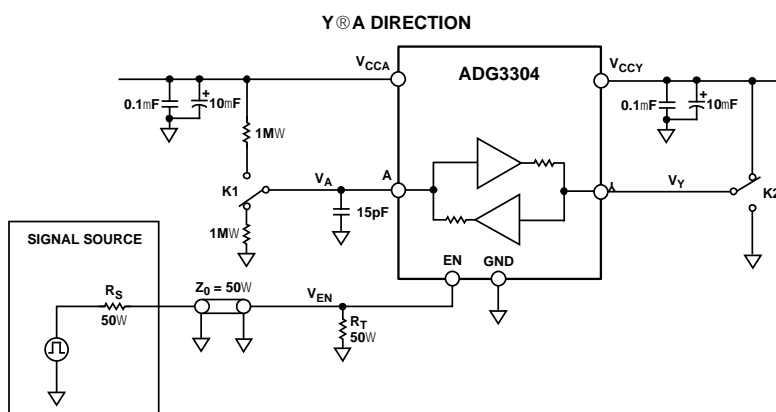 Y®A DIRECTION
VCCA
ADG3304
VCCY
0.1mF
+
10mF
1MW
0.1mF
+
10mF
K1
VA
A
Y
VY
K2
15pF
1MW
SIGNAL SOURCE
EN
GND
RS
50W
Z0 = 50W
VEN
RT
50W